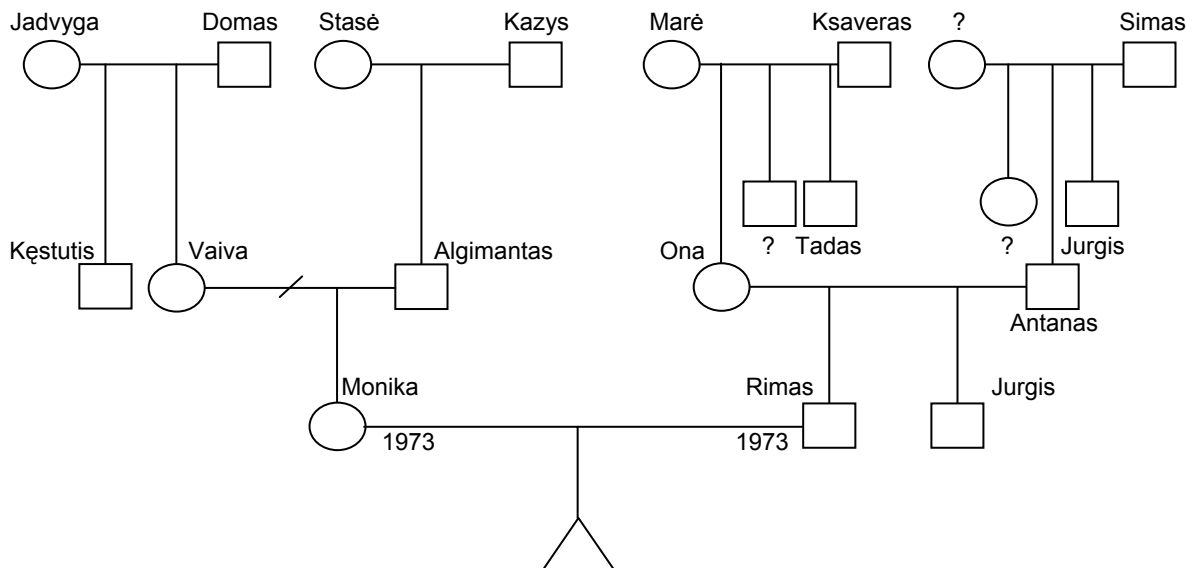 Jadvyga Domas Stasė Kazys Marė Ksaveras ? Simas
? Tadas ? Jurgis
Kęstutis Vaiva Algimantas Ona
Antanas
Monika Rimas Jurgis
1973 1973